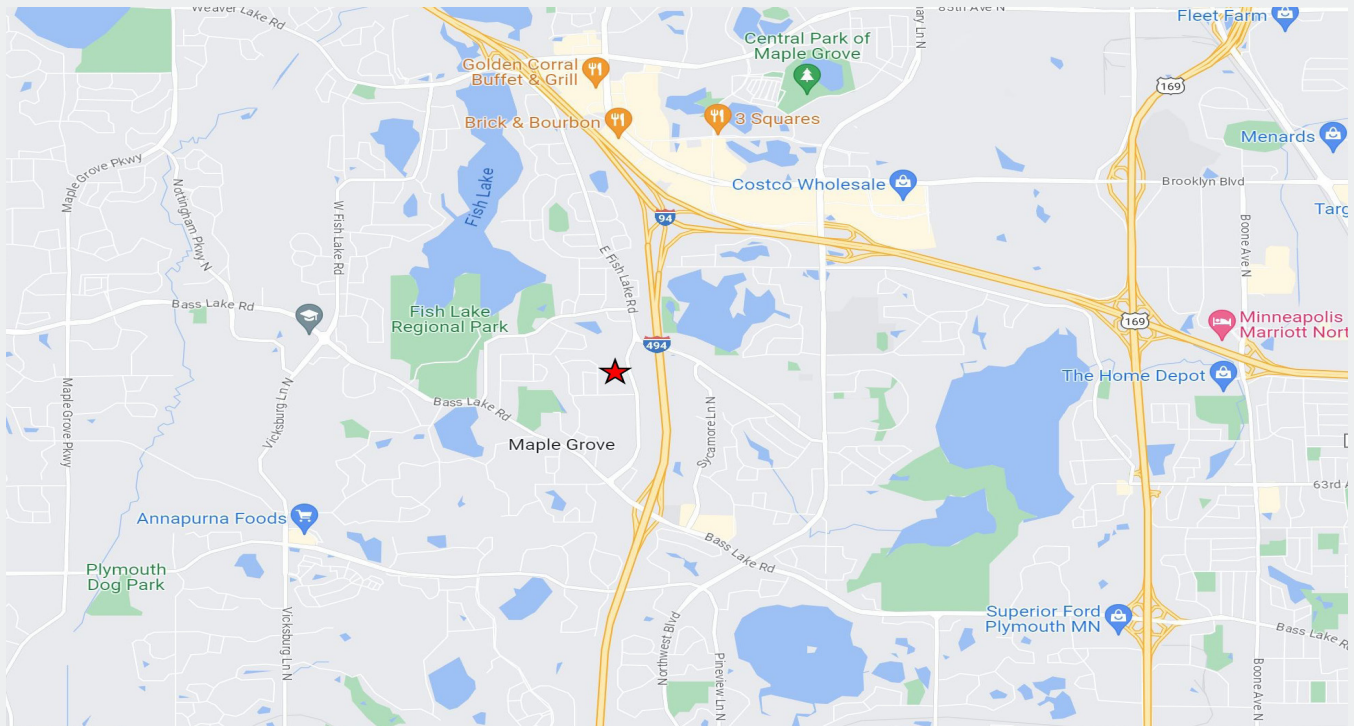 Weaver Lake Rd
85th Ave N
Fleet Farm
Central Park of
Maple Grove
Golden Corral
Buffet & Grill
169
Brick & Bourbon
3 Squares
Menards
Maple Grove Pkwy
Nottingham Pkwy N
Fish Lake
Costco Wholesale
Brooklyn Blvd
W Fish Lake Rd
94
E Fish Lake Rd
Boone Ave N
Bass Lake Rd
Fish Lake
Regional Park
169
Minneapolis
Marriott Nort
494
The Home Depot
Maple Grove Pkwy
Vicksburg Ln N
Bass Lake Rd
Sycamore Ln N
Maple Grove
63rd A
Annapurna Foods
Bass Lake Rd
Plymouth
Dog Park
Superior Ford
Plymouth MN
Vicksburg Ln N
Northwest Blvd
Pineview Ln N
Bass Lake R
Boone Ave N